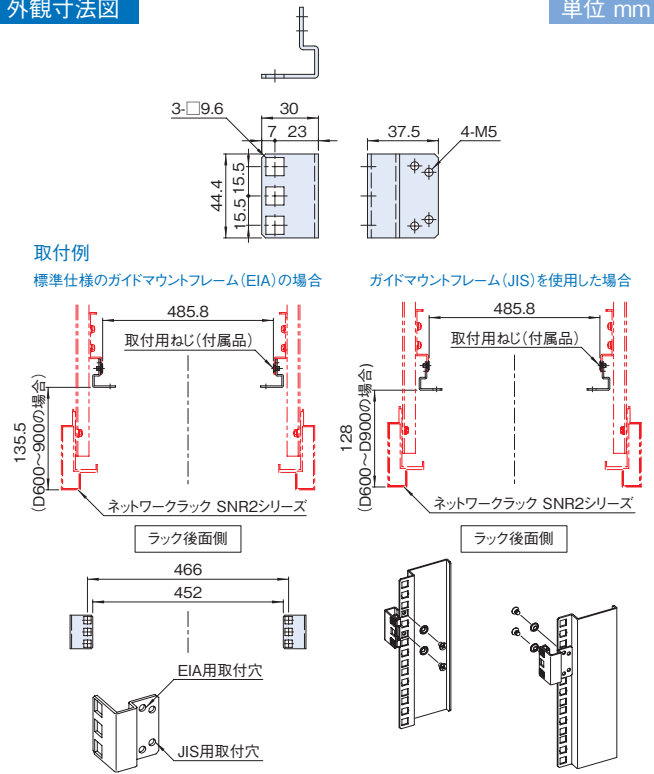 外観寸法図
単位 mm
3-□9.6
30
7 23
44.4
15.5 15.5
37.5
4-M5
取付例
標準仕様のガイドマウントフレーム(EIA)の場合
485.8
取付用ねじ(付属品)
135.5
(D600~900の場合)
ネットワークラック SNR2シリーズ
ラック後面側
ガイドマウントフレーム(JIS)を使用した場合
485.8
取付用ねじ(付属品)
128
(D600~D900の場合)
ネットワークラック SNR2シリーズ
ラック後面側
466
452
EIA用取付穴
JIS用取付穴